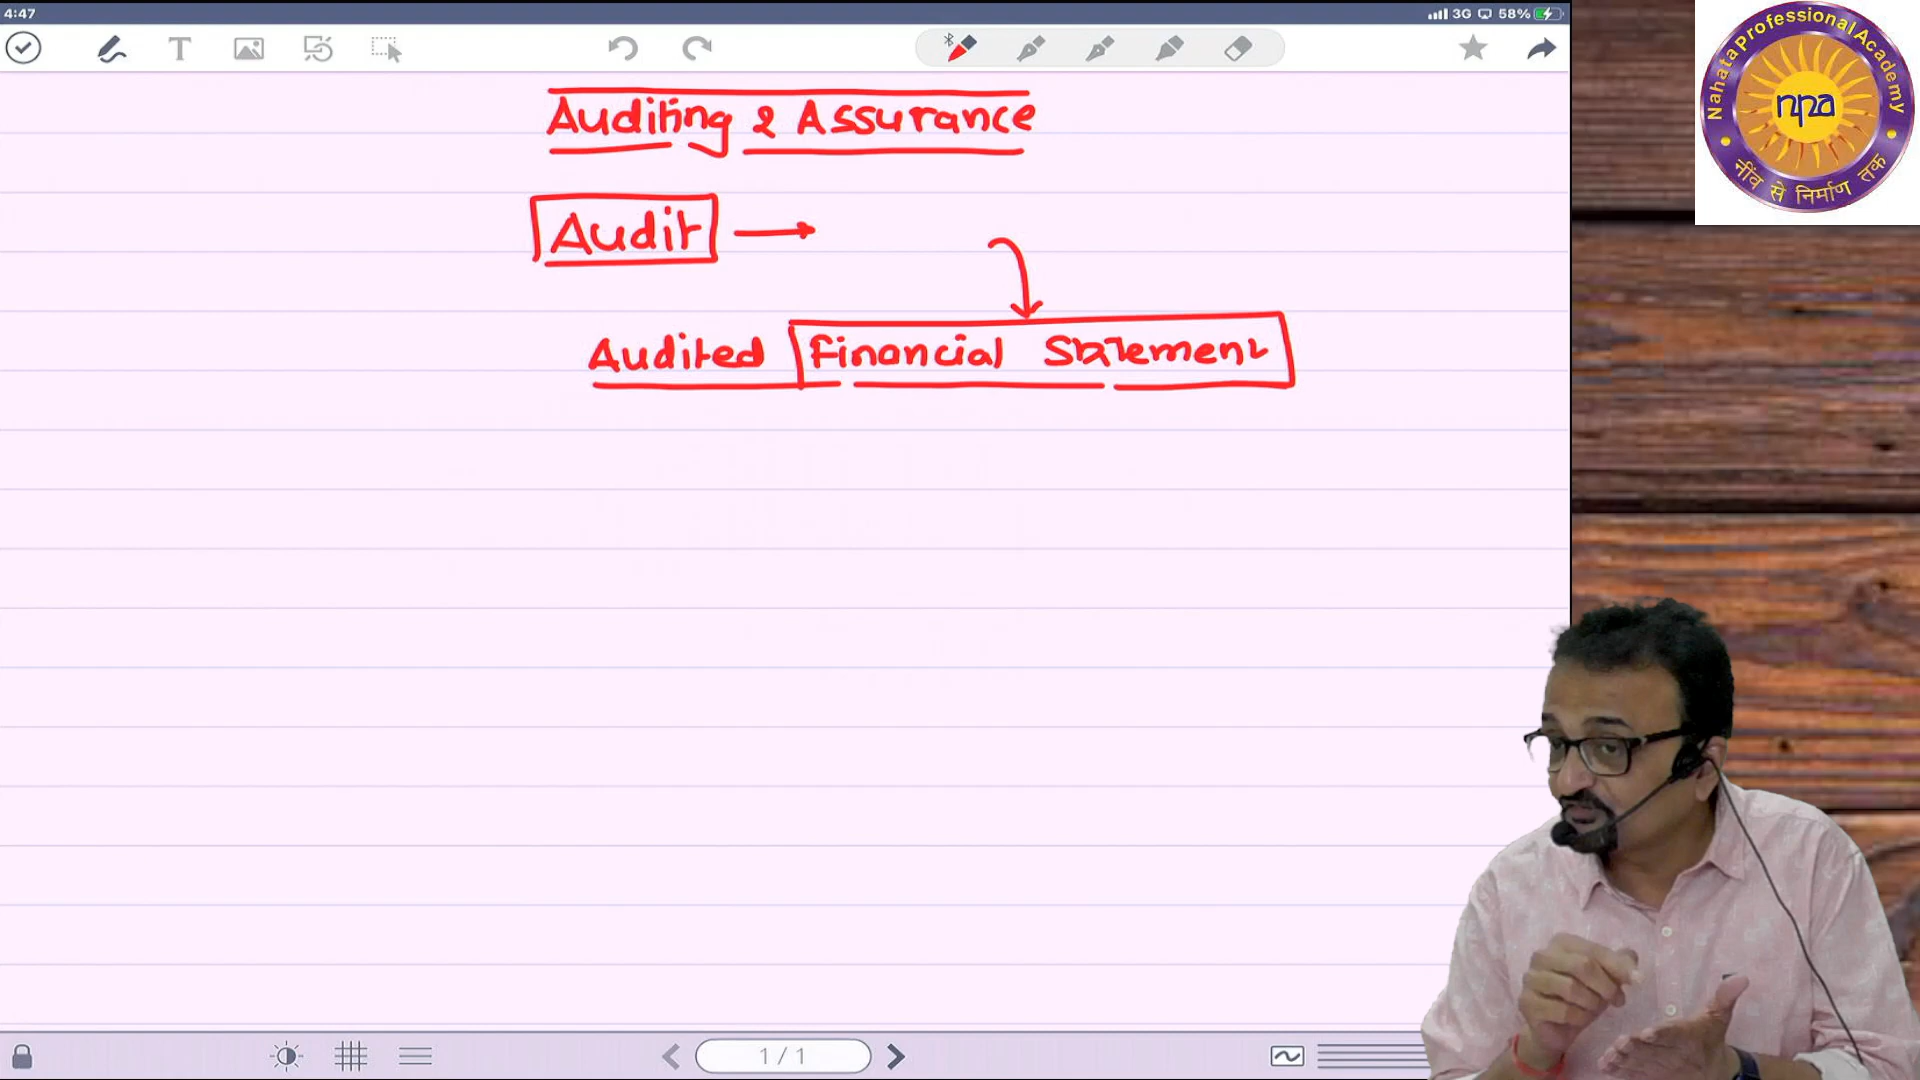 4:47
3G 58%
Nahata Professional Academy
npa
नींव से निर्माण तक
Auditing & Assurance
Audit
Audited Financial Statement
1 / 1